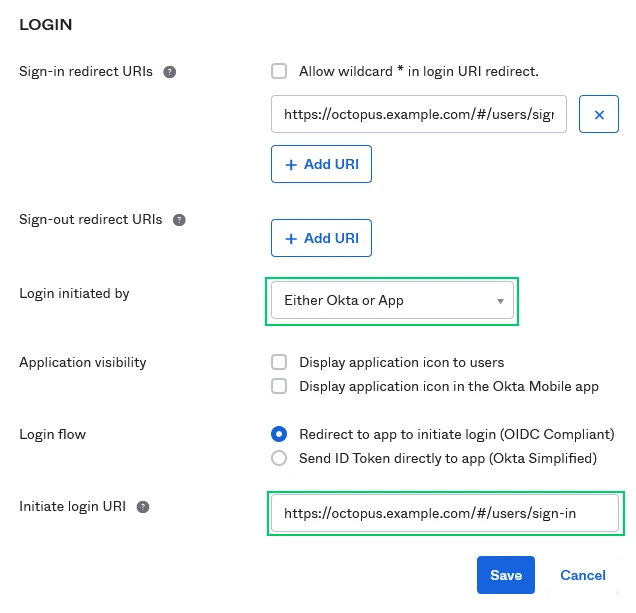 LOGIN
Sign-in redirect URIs ?
Allow wildcard * in login URI redirect.
https://octopus.example.com/#/users/sign
+ Add URI
Sign-out redirect URIs ?
+ Add URI
Login initiated by
Either Okta or App
Application visibility
Display application icon to users
Display application icon in the Okta Mobile app
Login flow
Redirect to app to initiate login (OIDC Compliant)
Send ID Token directly to app (Okta Simplified)
Initiate login URI ?
https://octopus.example.com/#/users/sign-in
Save
Cancel